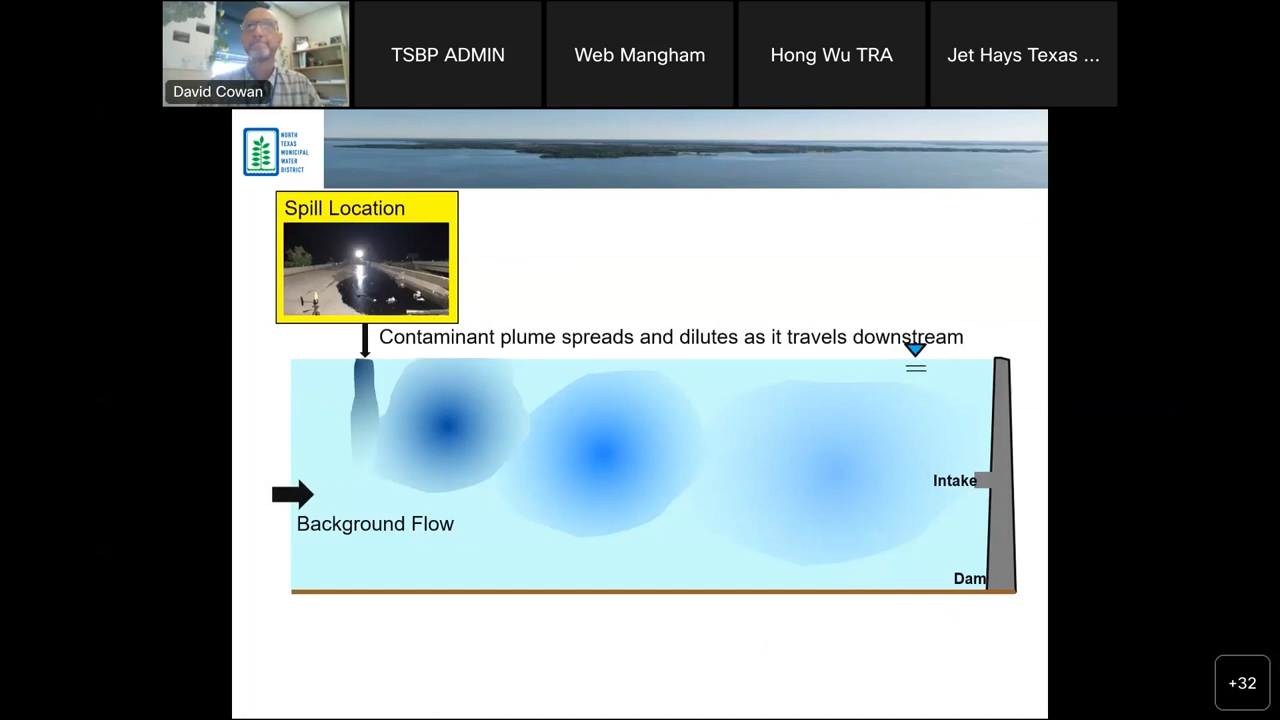 David Cowan
TSBP ADMIN
Web Mangham
Hong Wu TRA
Jet Hays Texas ...
NORTH
TEXAS
MUNICIPAL
WATER
DISTRICT
Spill Location
Contaminant plume spreads and dilutes as it travels downstream
Intake
Background Flow
Dam
+32